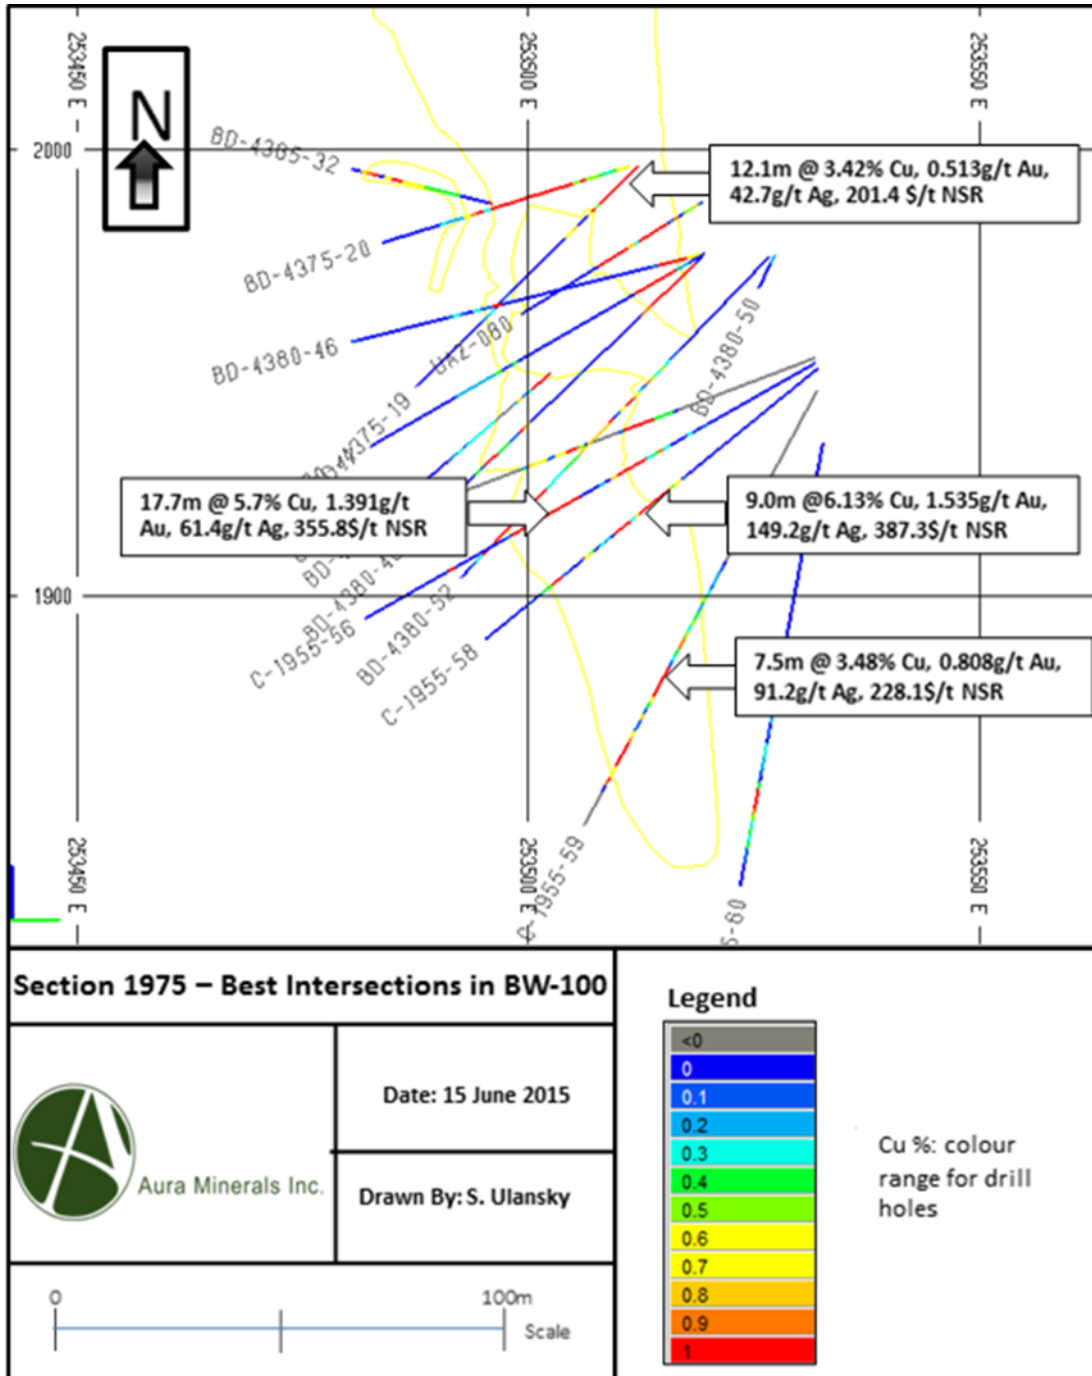 253450 E
253500 E
253550 E
N
2000
BD-4385-32
12.1m @ 3.42% Cu, 0.513g/t Au,
42.7g/t Ag, 201.4 $/t NSR
BD-4375-20
BD-4380-46
UAZ-080
BD-4380-50
4375-19
17.7m @ 5.7% Cu, 1.391g/t
Au, 61.4g/t Ag, 355.8$/t NSR
9.0m @6.13% Cu, 1.535g/t Au,
149.2g/t Ag, 387.3$/t NSR
1900
BD-4380-52
C-1955-56
C-1955-58
7.5m @ 3.48% Cu, 0.808g/t Au,
91.2g/t Ag, 228.1$/t NSR
C-1955-59
253450 E
253500 E
253550 E
Section 1975 – Best Intersections in BW-100
Date: 15 June 2015
Aura Minerals Inc.
Drawn By: S. Ulansky
0
100m
Scale
Legend
<0
0
0.1
0.2
0.3
0.4
0.5
0.6
0.7
0.8
0.9
1
Cu %: colour
range for drill
holes